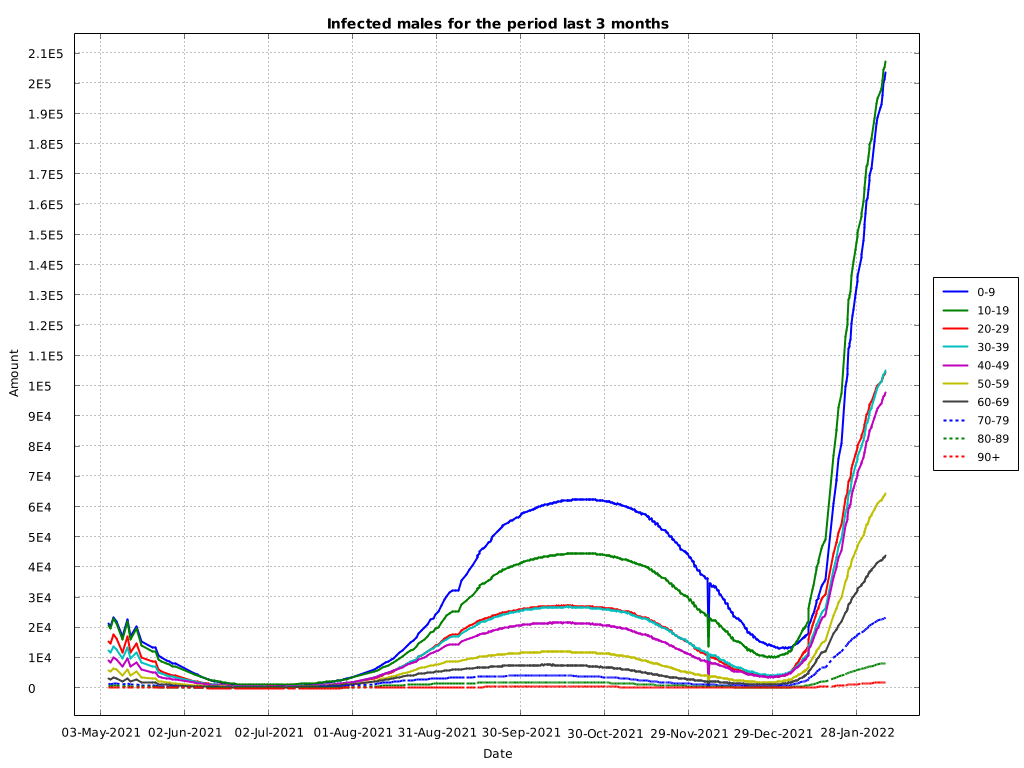 Infected males for the period last 3 months
2.1E5
2E5
1.9E5
1.8E5
1.7E5
1.6E5
1.5E5
1.4E5
1.3E5
1.2E5
1.1E5
1E5
9E4
8E4
7E4
6E4
5E4
4E4
3E4
2E4
1E4
0
Amount
03-May-2021 02-Jun-2021 02-Jul-2021 01-Aug-2021 31-Aug-2021 30-Sep-2021 30-Oct-2021 29-Nov-2021 29-Dec-2021 28-Jan-2022
Date
0-9
10-19
20-29
30-39
40-49
50-59
60-69
70-79
80-89
90+